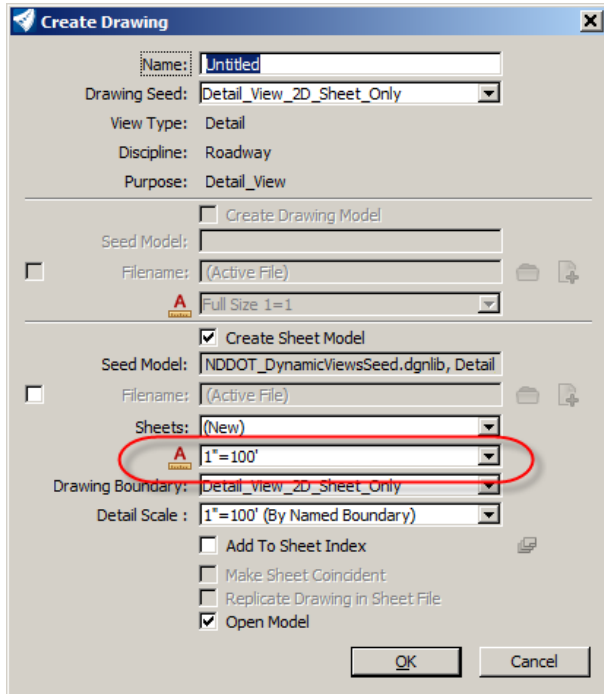 Create Drawing
Name: Untitled
Drawing Seed: Detail_View_2D_Sheet_Only
View Type: Detail
Discipline: Roadway
Purpose: Detail_View
Create Drawing Model
Seed Model:
Filename: (Active File)
A Full Size 1=1
Create Sheet Model
Seed Model: NDDOT_DynamicViewsSeed.dgnlib, Detail
Filename: (Active File)
Sheets: (New)
A 1"=100'
Drawing Boundary: Detail_View_2D_Sheet_Only
Detail Scale : 1"=100' (By Named Boundary)
Add To Sheet Index
Make Sheet Coincident
Replicate Drawing in Sheet File
Open Model
OK Cancel